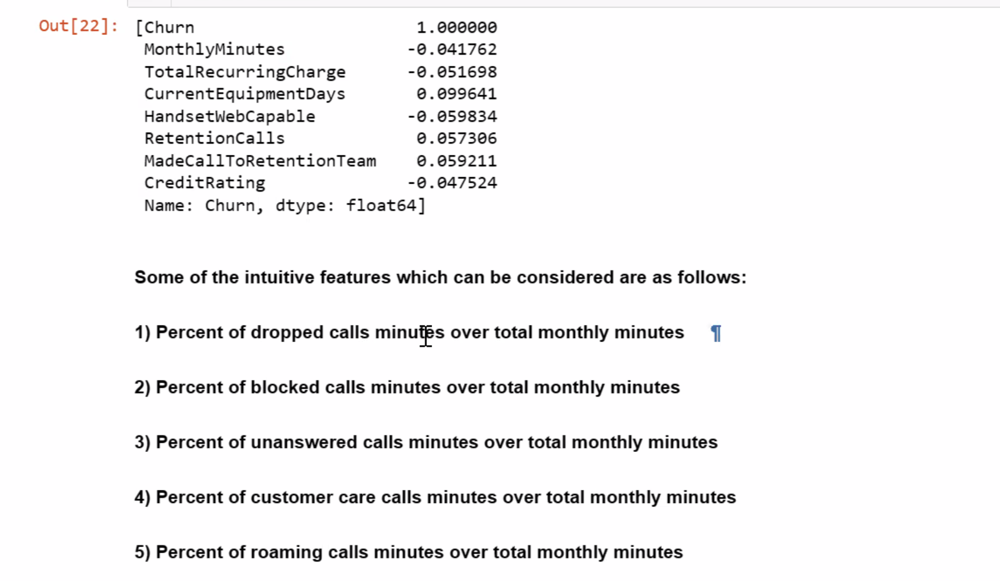 Out[22]: [Churn 1.000000
MonthlyMinutes -0.041762
TotalRecurringCharge -0.051698
CurrentEquipmentDays 0.099641
HandsetWebCapable -0.059834
RetentionCalls 0.057306
MadeCallToRetentionTeam 0.059211
CreditRating -0.047524
Name: Churn, dtype: float64]
Some of the intuitive features which can be considered are as follows:
1) Percent of dropped calls minutes over total monthly minutes ¶
2) Percent of blocked calls minutes over total monthly minutes
3) Percent of unanswered calls minutes over total monthly minutes
4) Percent of customer care calls minutes over total monthly minutes
5) Percent of roaming calls minutes over total monthly minutes